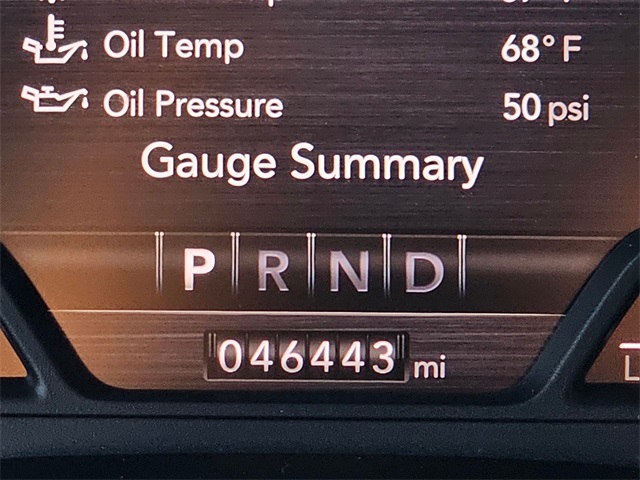 Oil Temp 68° F
Oil Pressure 50 psi
Gauge Summary
P R N D
046443 mi